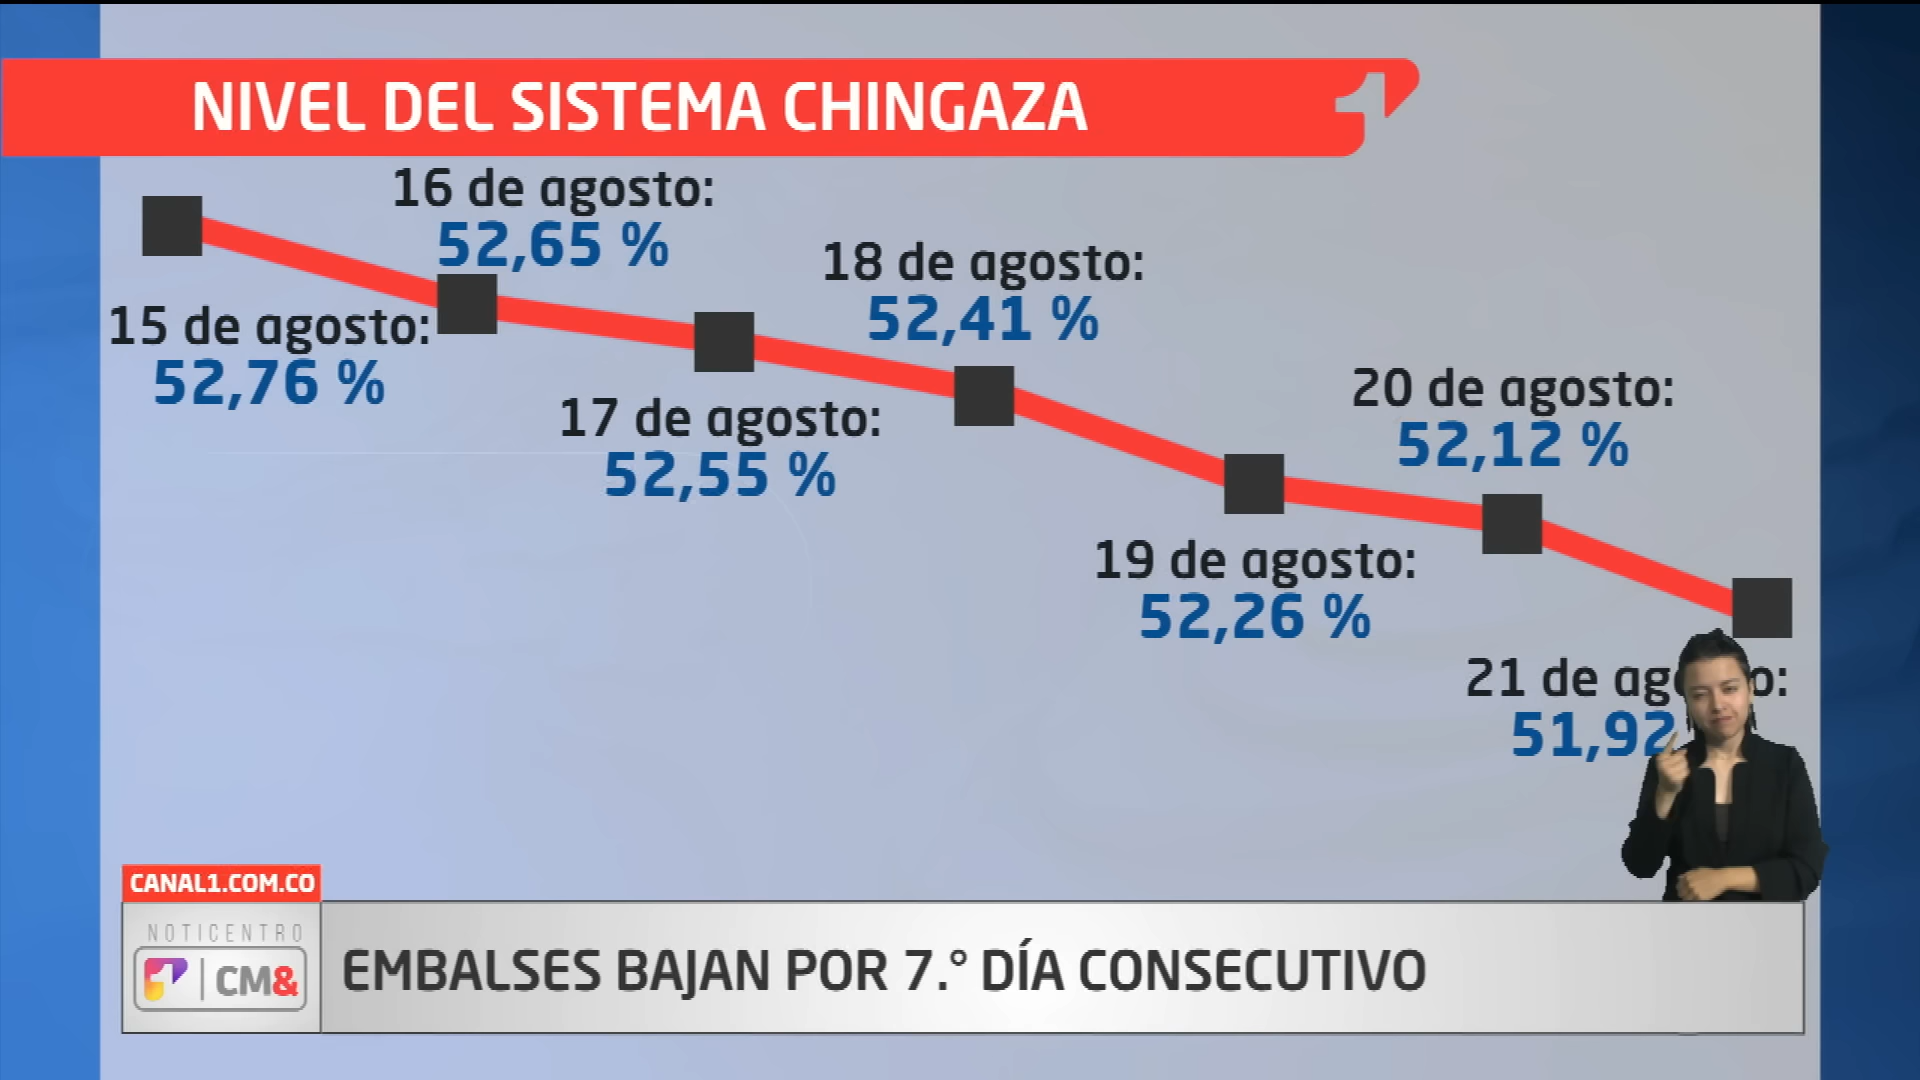 NIVEL DEL SISTEMA CHINGAZA
15 de agosto:
52,76 %
16 de agosto:
52,65 %
17 de agosto:
52,55 %
18 de agosto:
52,41 %
19 de agosto:
52,26 %
20 de agosto:
52,12 %
21 de
51,92
CANAL1.COM.CO
NOTICENTRO
1 | CM&
EMBALSES BAJAN POR 7.° DÍA CONSECUTIVO